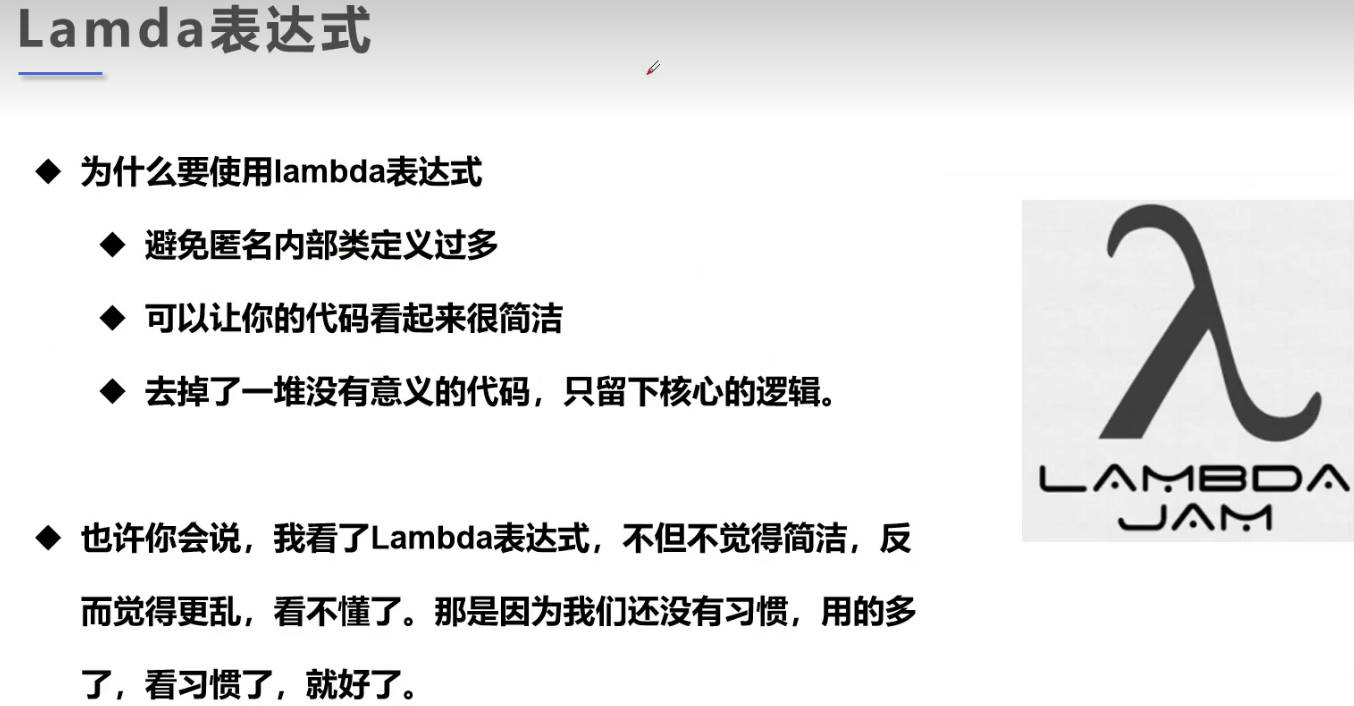 Lamda表达式
◆ 为什么要使用lambda表达式
◆ 避免匿名内部类定义过多
◆ 可以让你的代码看起来很简洁
◆ 去掉了一堆没有意义的代码，只留下核心的逻辑。
◆ 也许你会说，我看了Lambda表达式，不但不觉得简洁，反
而觉得更乱，看不懂了。那是因为我们还没有习惯，用的多
了，看习惯了，就好了。
λ
LAMBDA
JAM